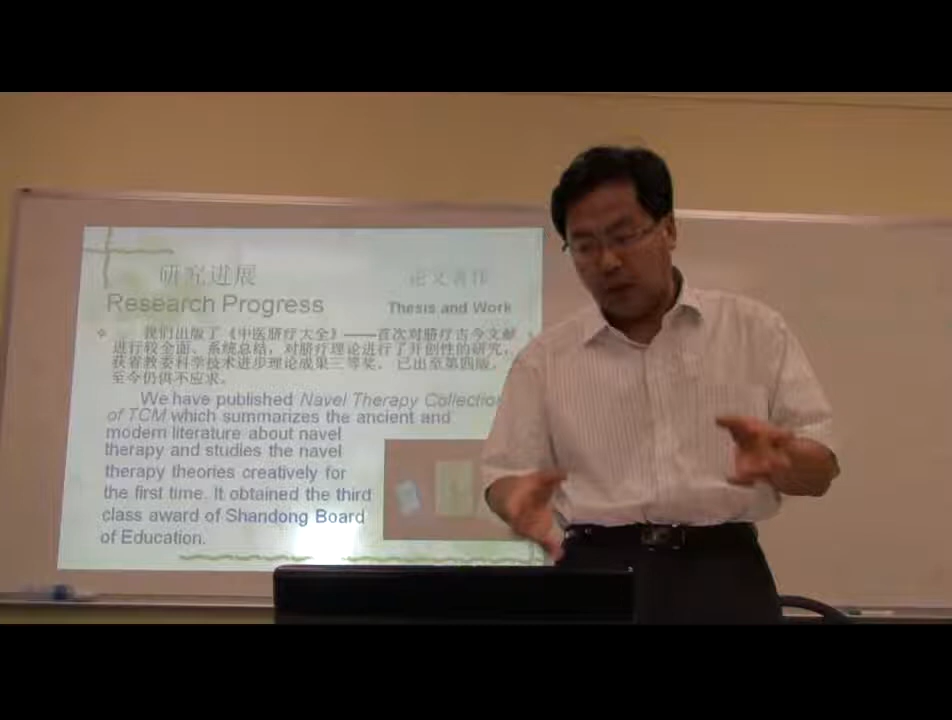 研究进展
论文著作
Research Progress
Thesis and Work
我们出版了《中医脐疗大全》——首次对脐疗古今文献
进行较全面、系统总结，对脐疗理论进行了开创性的研究，
获省教委科学技术进步理论成果三等奖，已出至第四版，
至今仍供不应求。
We have published Navel Therapy Collection
of TCM which summarizes the ancient and
modern literature about navel
therapy and studies the navel
therapy theories creatively for
the first time. It obtained the third
class award of Shandong Board
of Education.